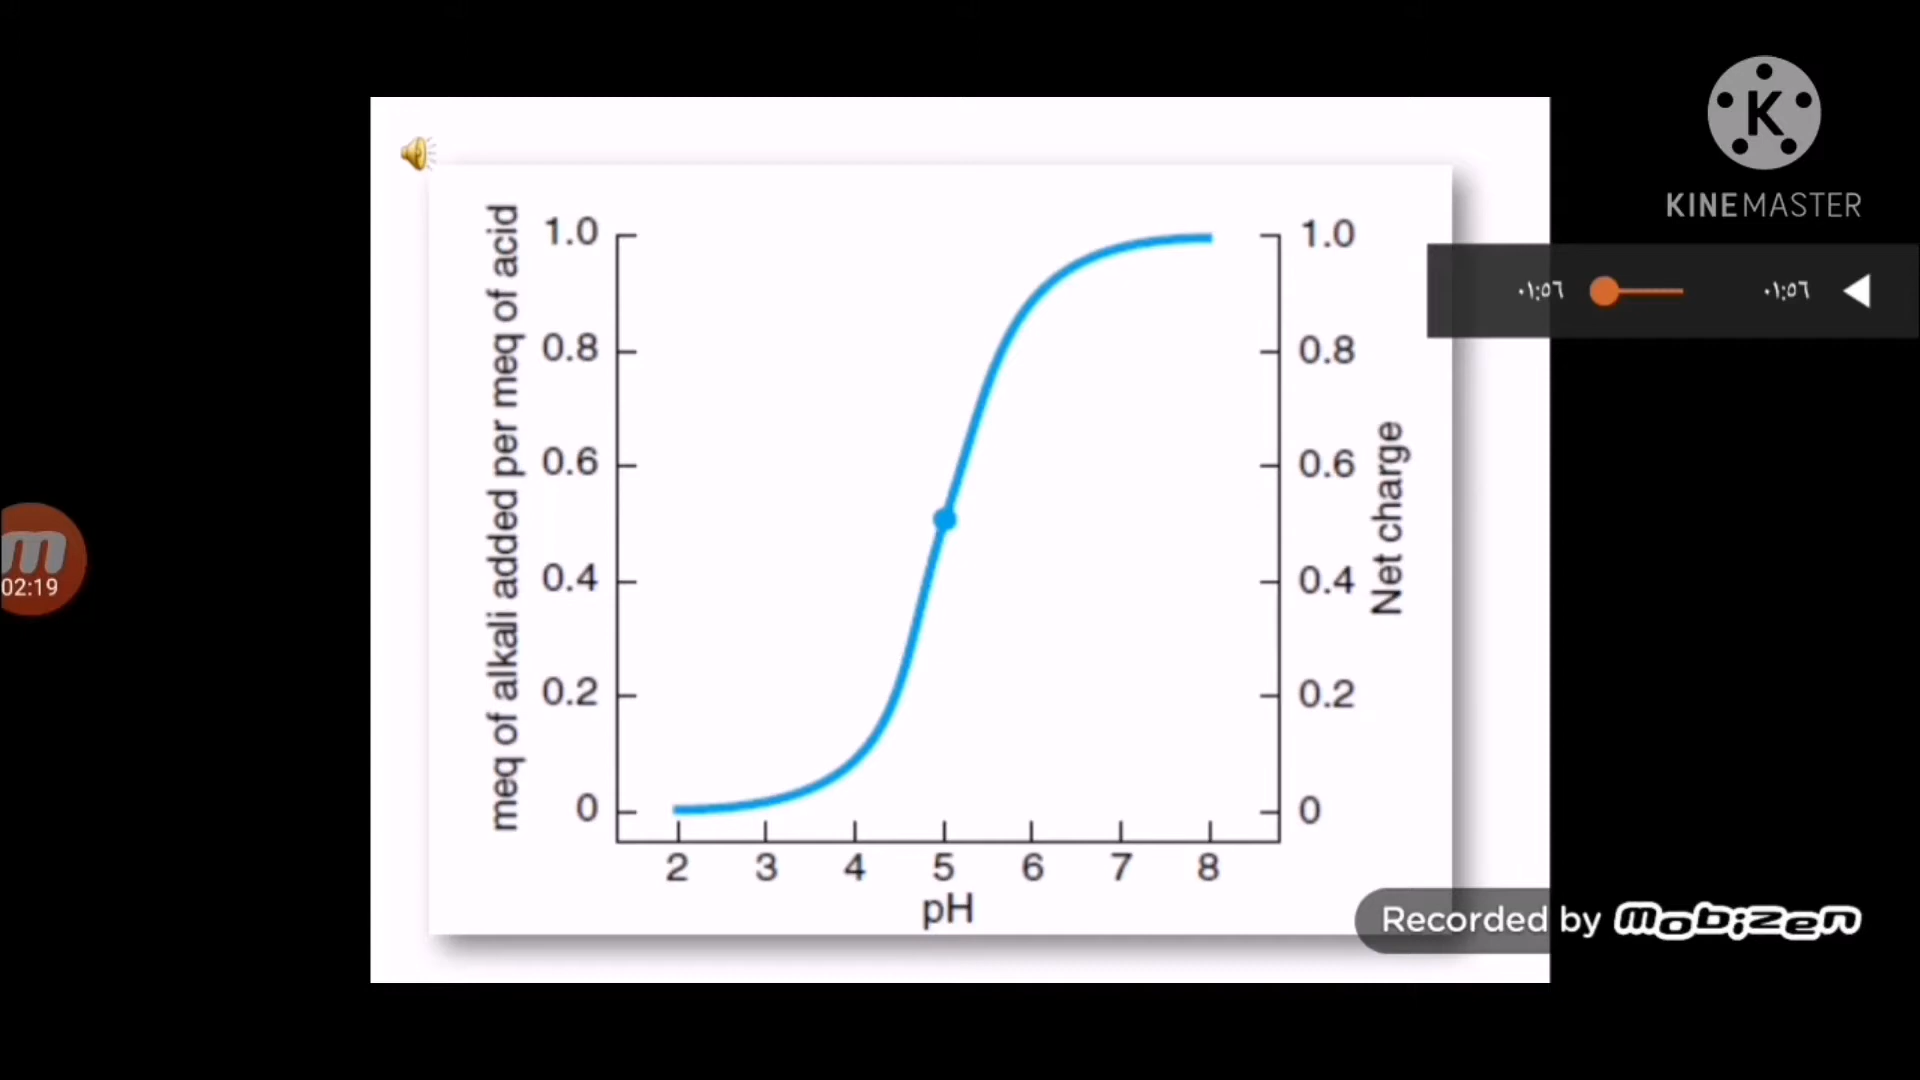 KINEMASTER
٠١:٥٦
٠١:٥٦
meq of alkali added per meq of acid
1.0
0.8
0.6
0.4
0.2
0
1.0
0.8
0.6
0.4
0.2
0
Net charge
2 3 4 5 6 7 8
pH
02:19
Recorded by mobizen